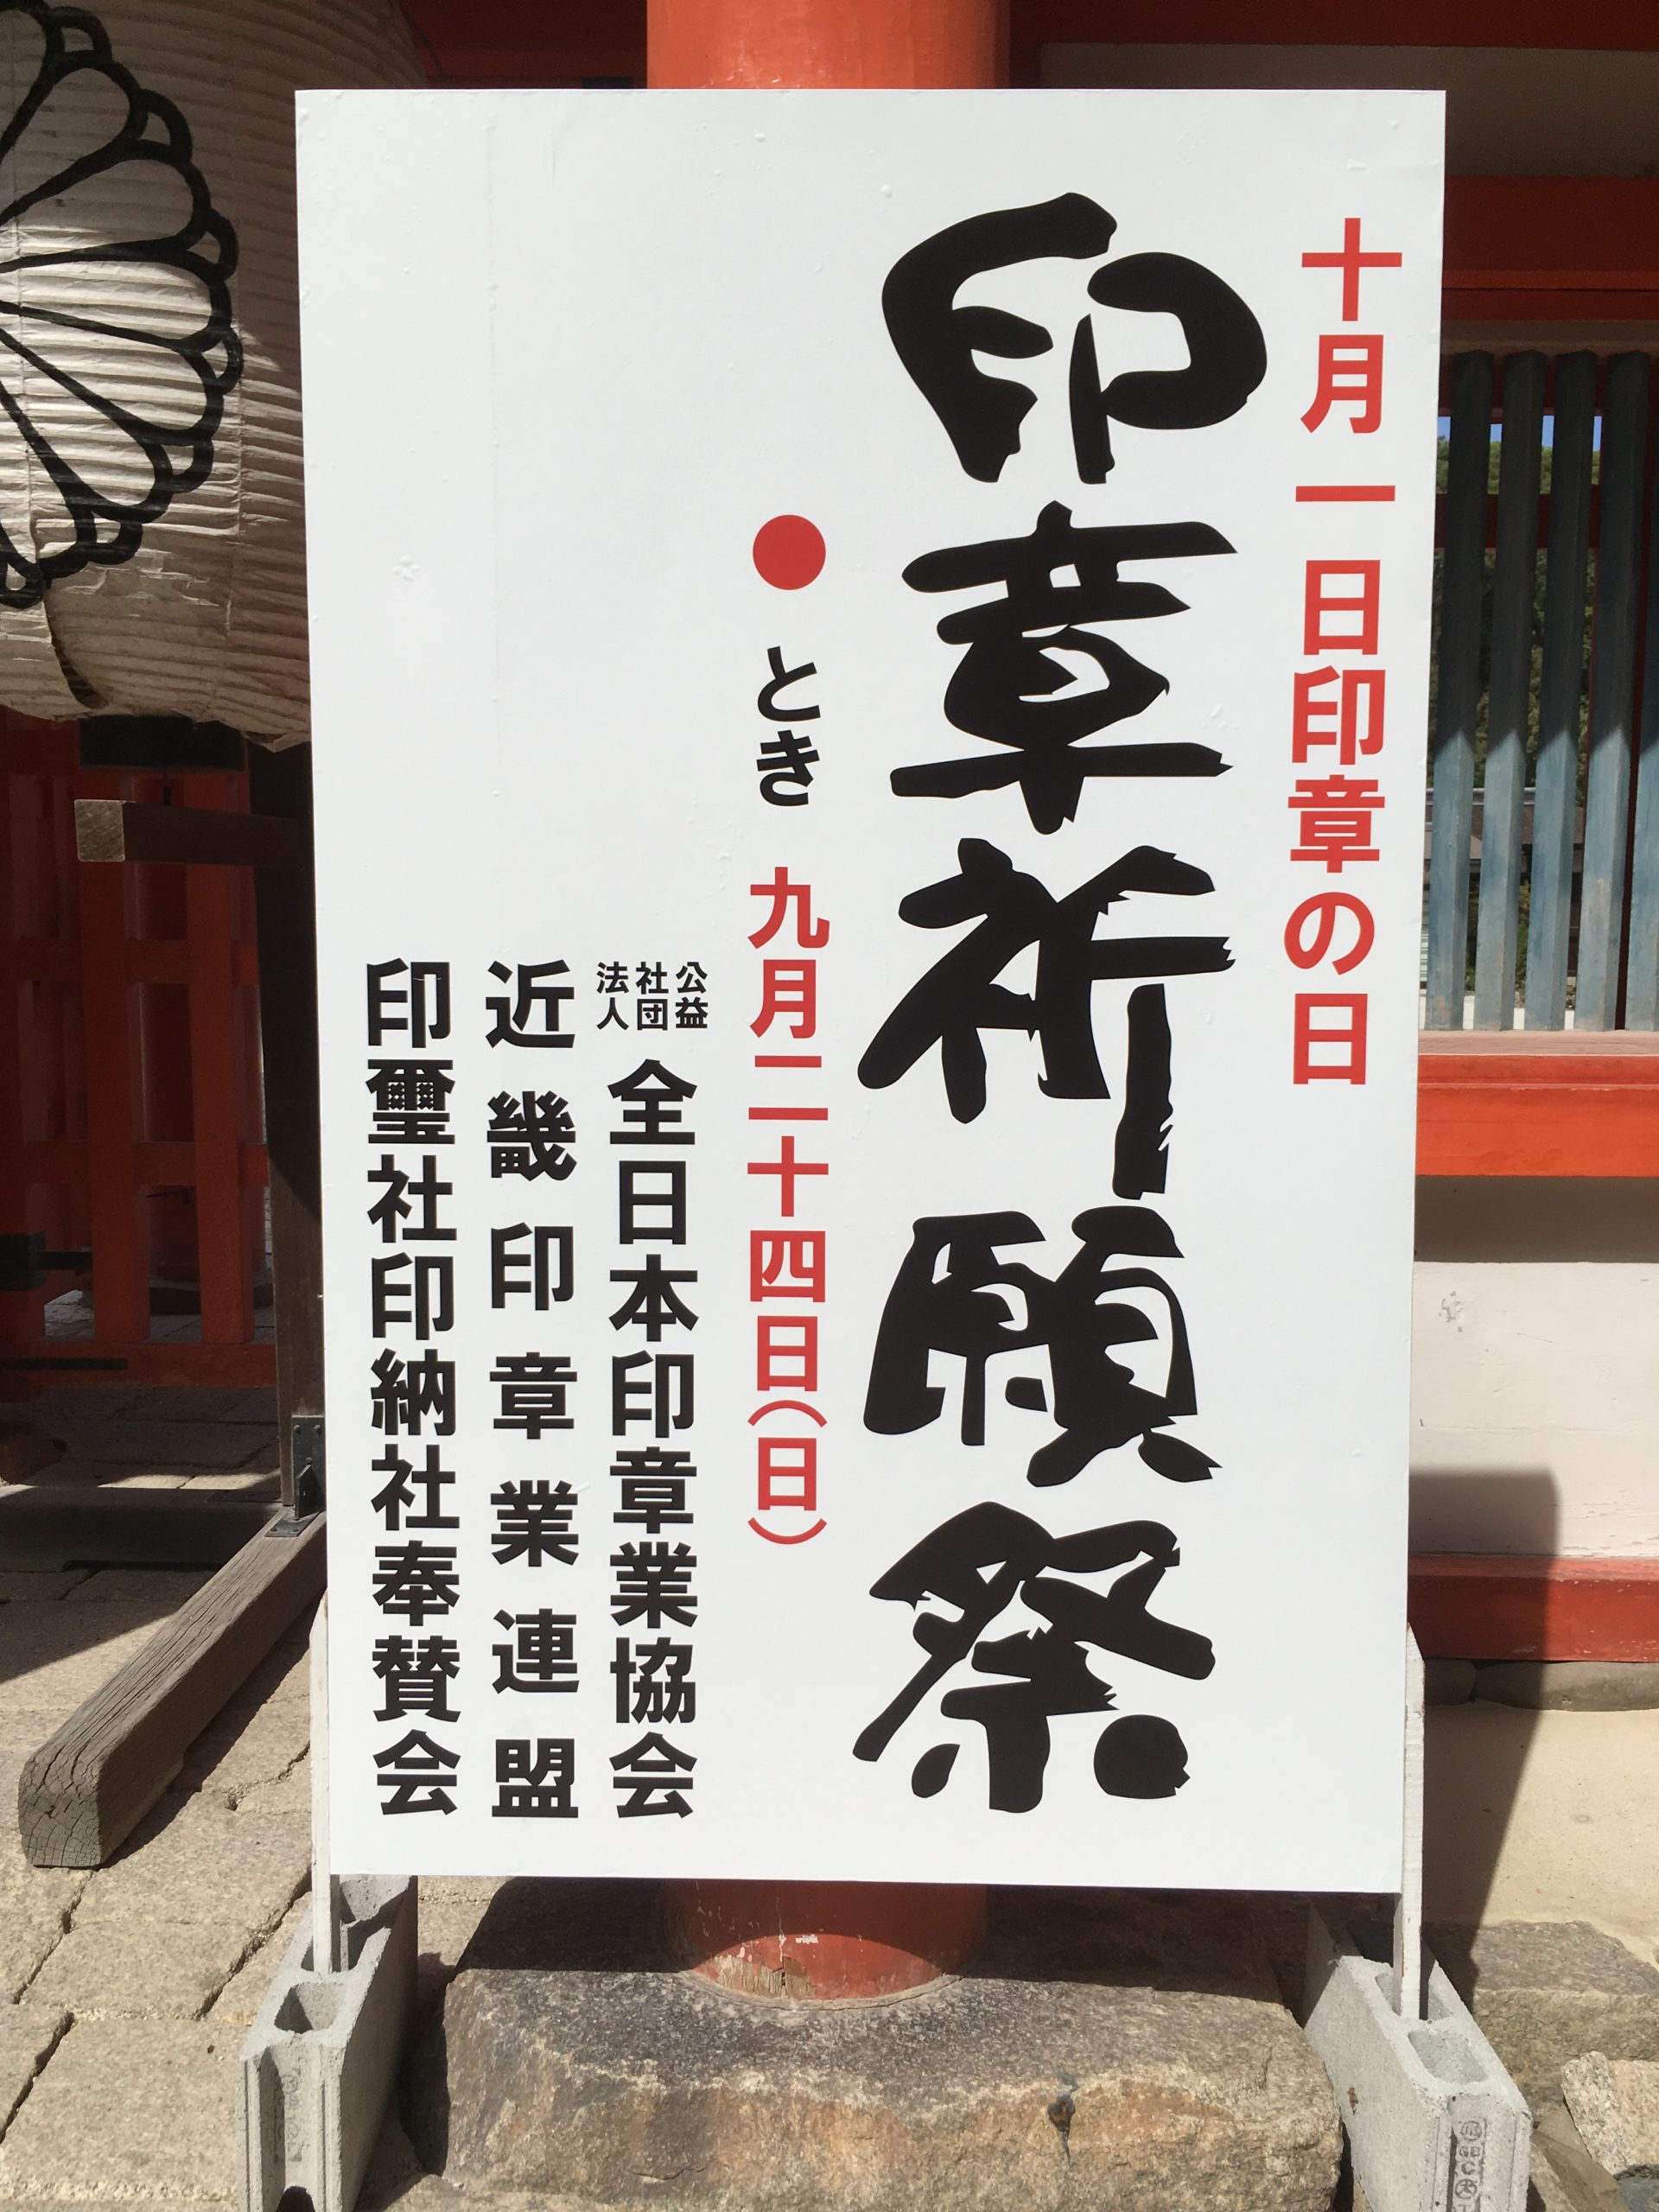 十月一日印章の日
印章祈願祭
●とき 九月二十四日(日)
公益社団法人 全日本印章業協会
近畿印章業連盟
印璽社印納社奉賛会